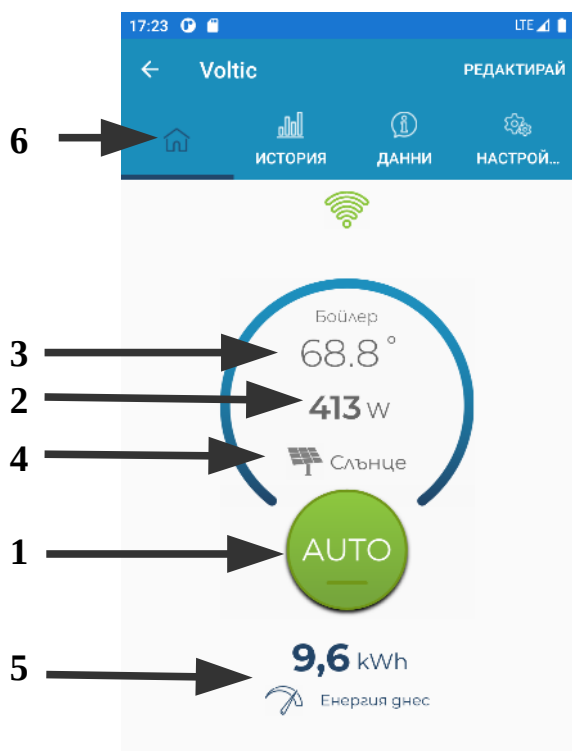 17:23 LTE
Voltic РЕДАКТИРАЙ
6
ИСТОРИЯ ДАННИ НАСТРОЙ...
Бойлер
3 68.8°
2 413 W
4 Слънце
1 AUTO
9,6 kWh
5
Енергия днес